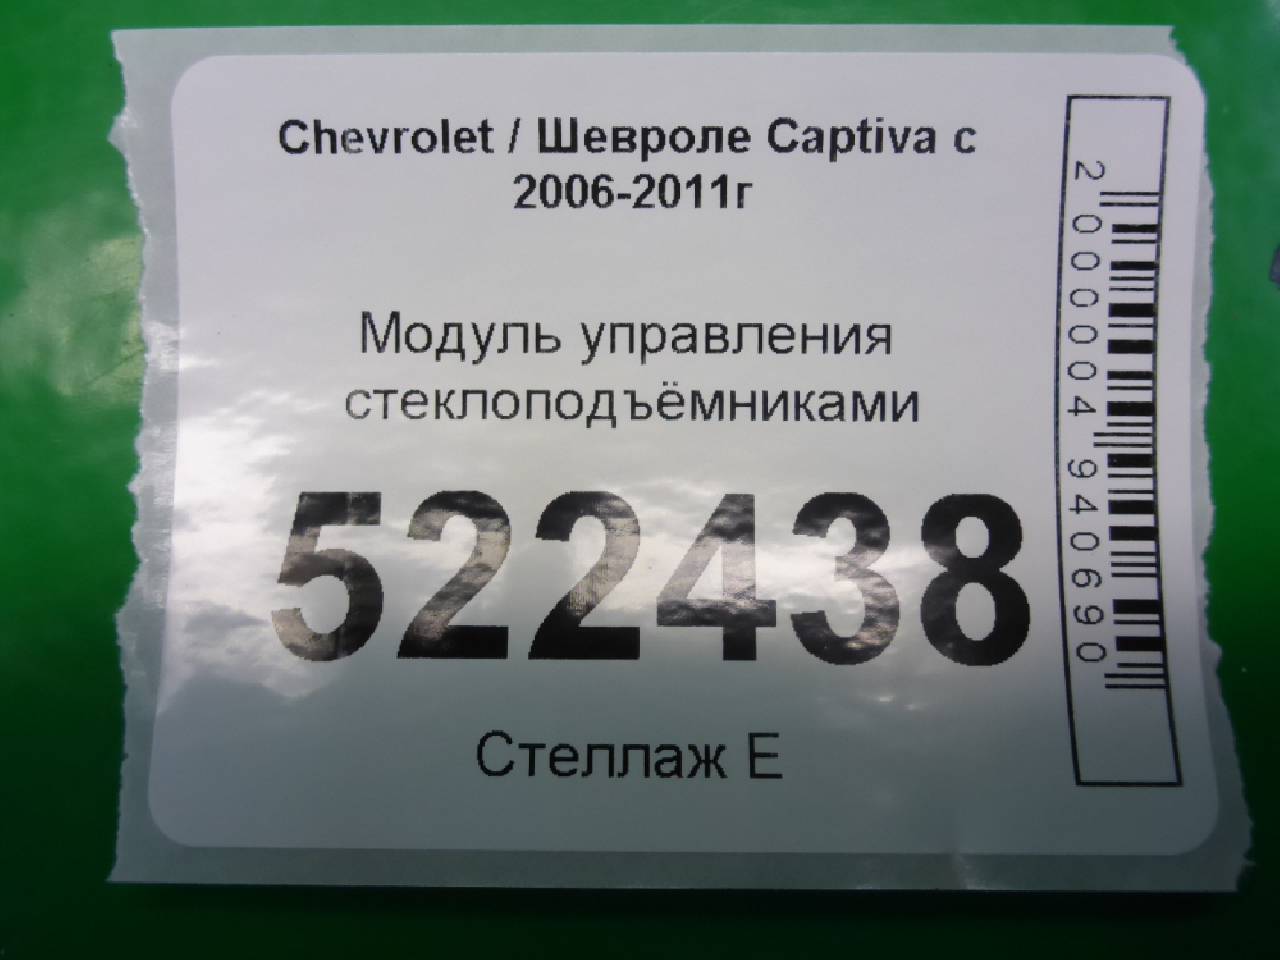 Chevrolet / Шевроле Captiva с
2006-2011г
Модуль управления
стеклоподъёмниками
522438
Стеллаж Е
2000004940690